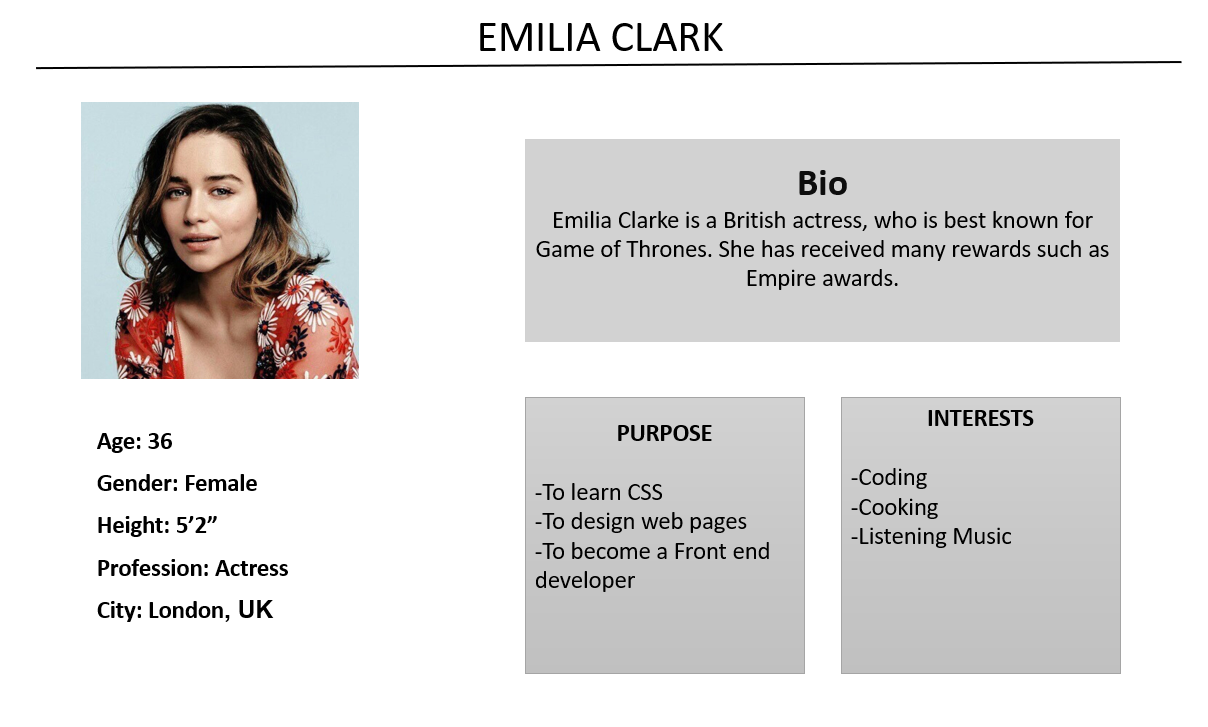 EMILIA CLARK
Bio
Emilia Clarke is a British actress, who is best known for
Game of Thrones. She has received many rewards such as
Empire awards.
Age: 36
Gender: Female
Height: 5’2”
Profession: Actress
City: London, UK
PURPOSE
-To learn CSS
-To design web pages
-To become a Front end
developer
INTERESTS
-Coding
-Cooking
-Listening Music